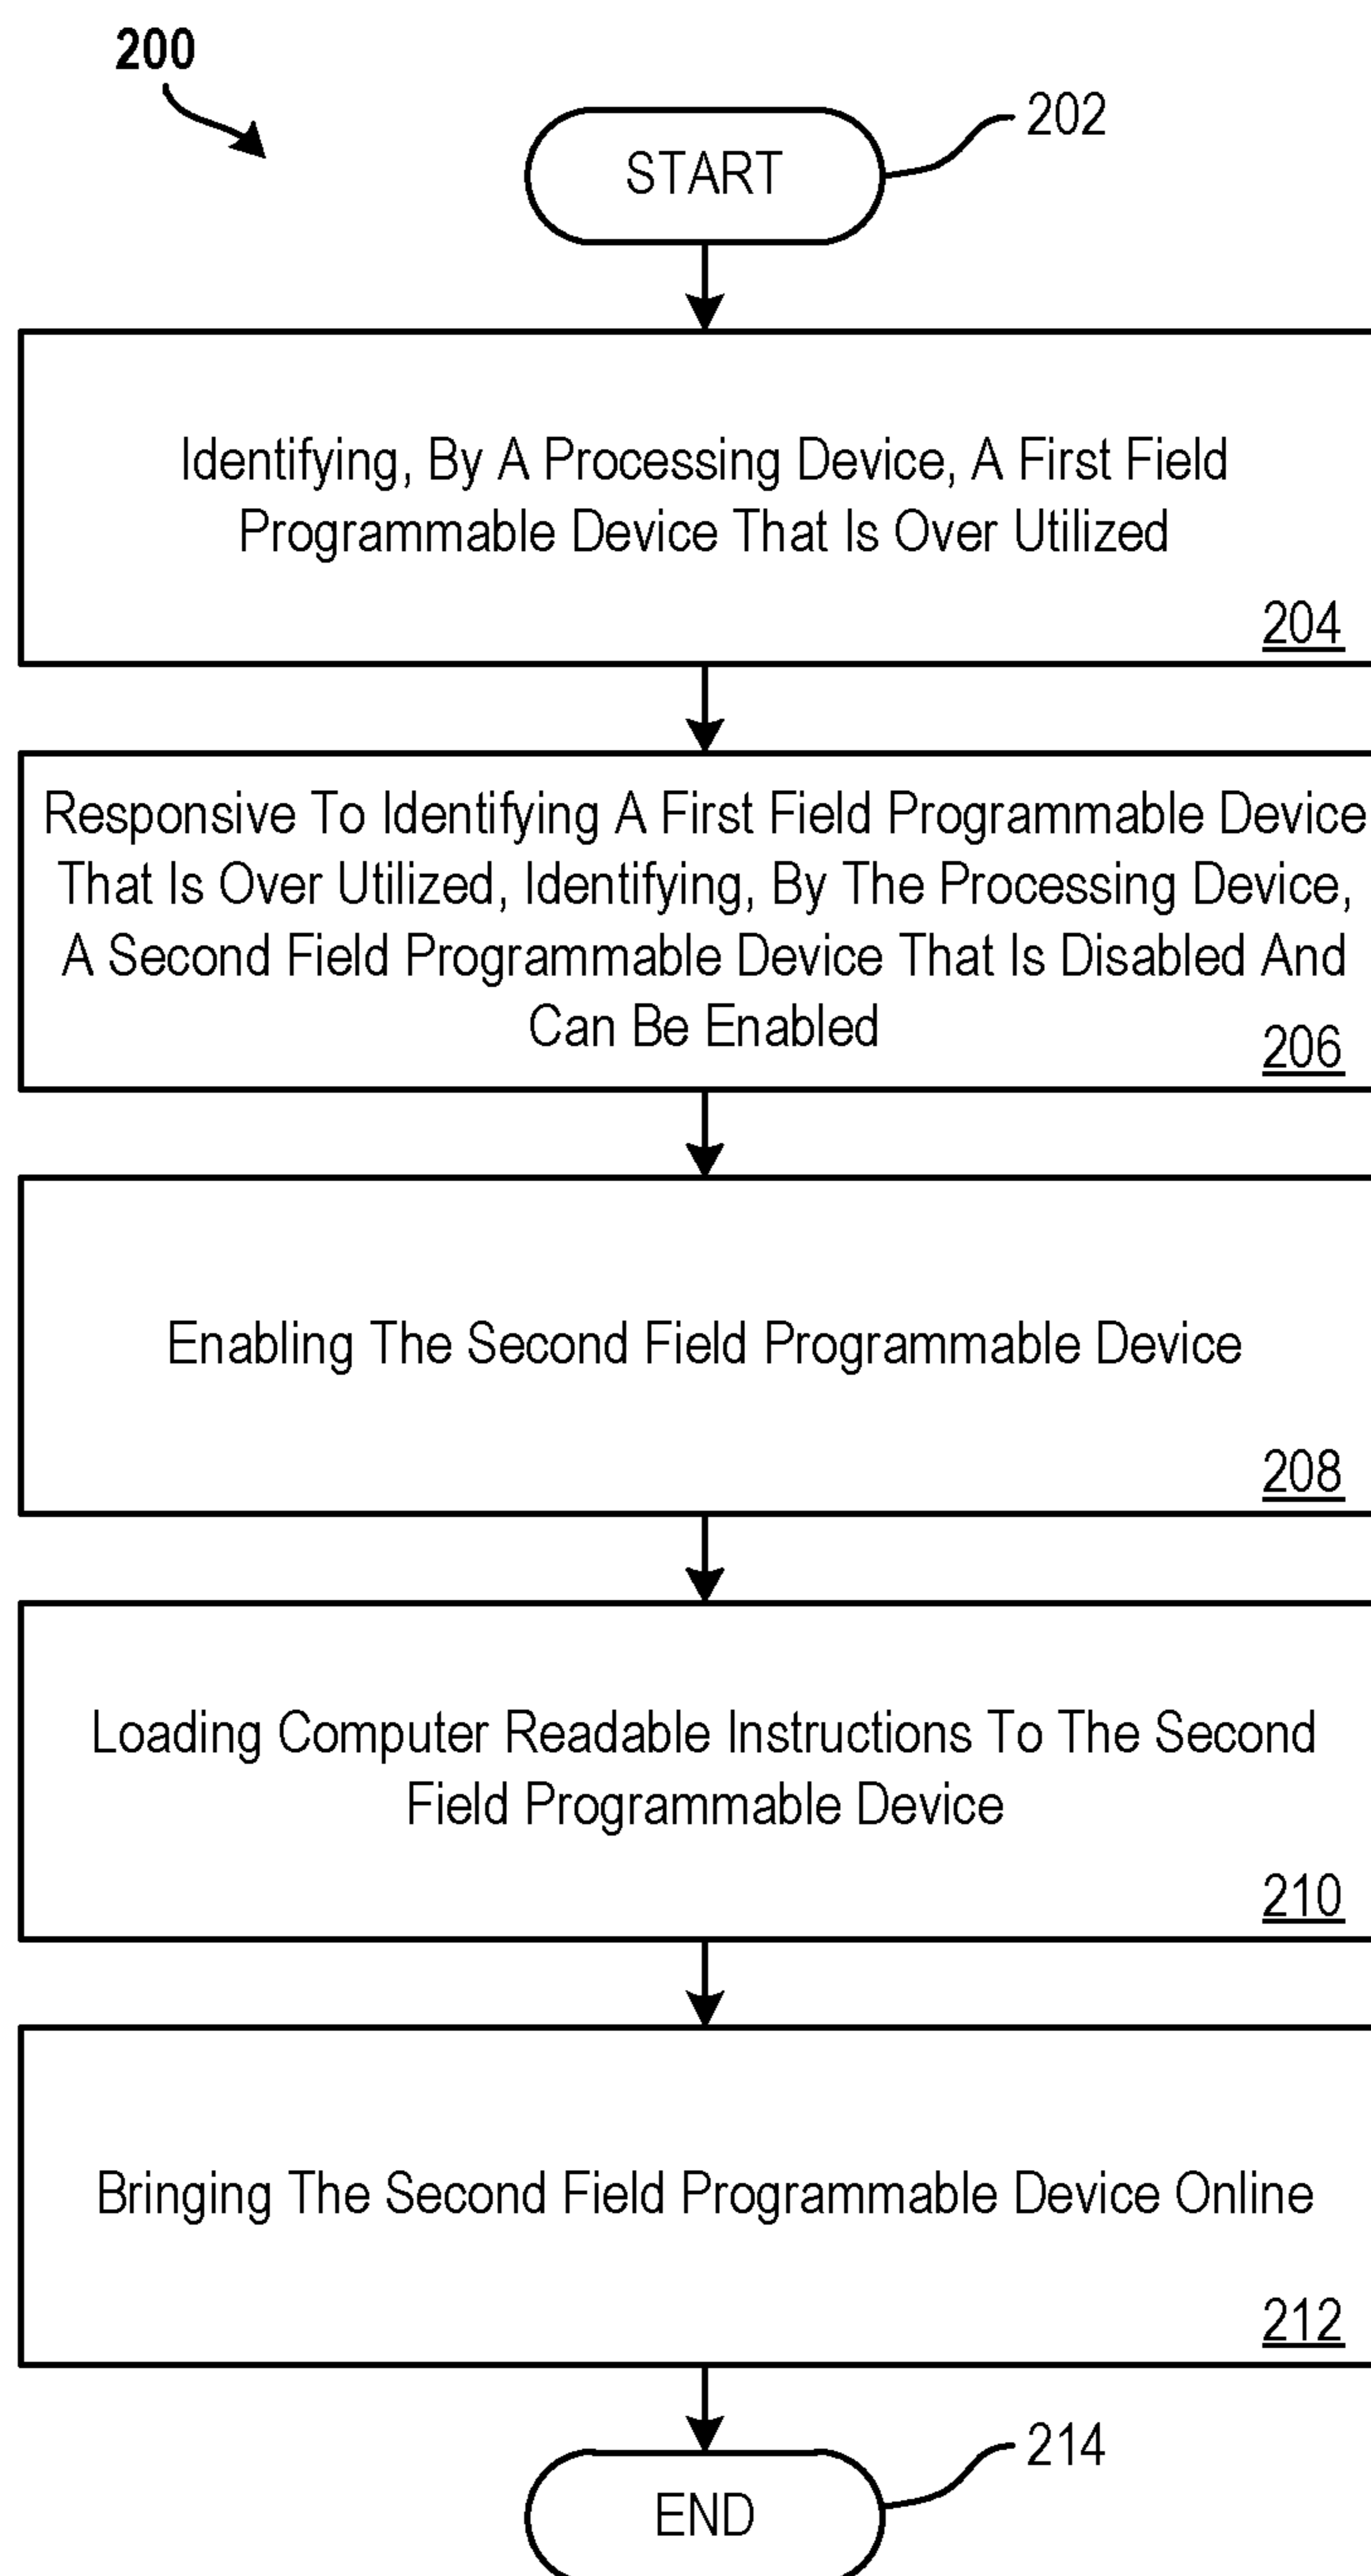 200
202
START
Identifying, By A Processing Device, A First Field
Programmable Device That Is Over Utilized
204
Responsive To Identifying A First Field Programmable Device
That Is Over Utilized, Identifying, By The Processing Device,
A Second Field Programmable Device That Is Disabled And
Can Be Enabled
206
Enabling The Second Field Programmable Device
208
Loading Computer Readable Instructions To The Second
Field Programmable Device
210
Bringing The Second Field Programmable Device Online
212
214
END